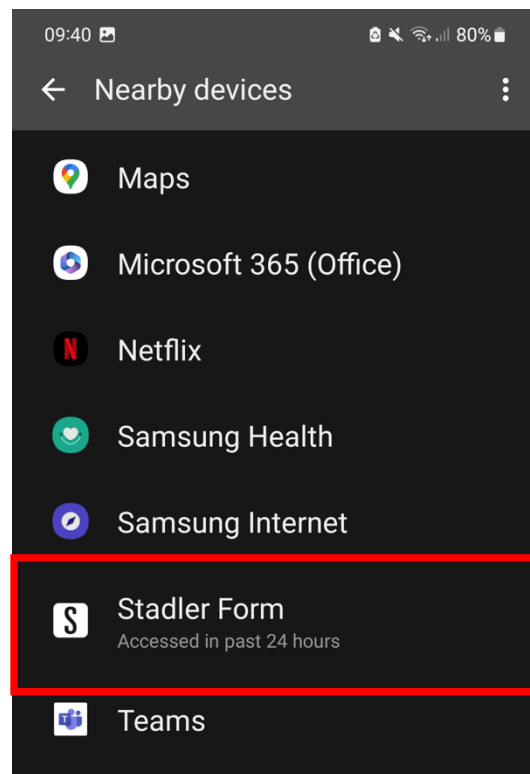 09:40 80%
Nearby devices
Maps
Microsoft 365 (Office)
Netflix
Samsung Health
Samsung Internet
Stadler Form
Accessed in past 24 hours
Teams